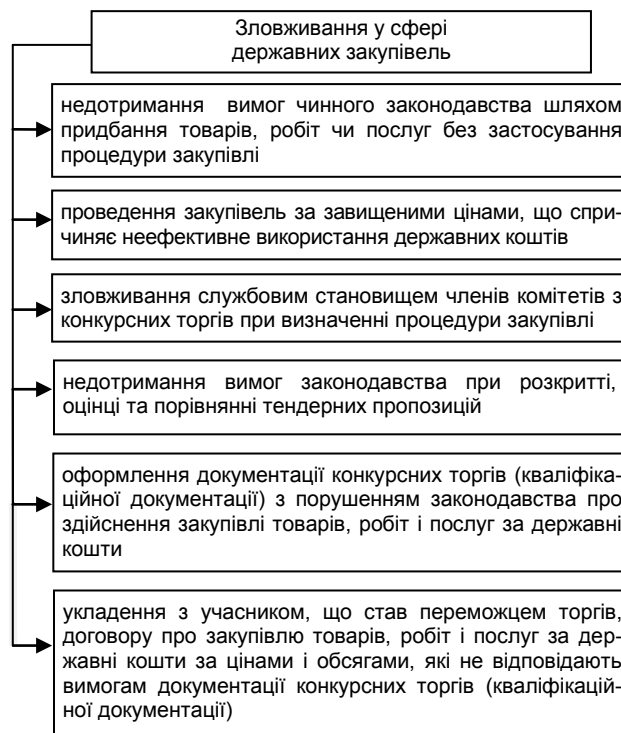 Зловживання у сфері
державних закупівель
недотримання вимог чинного законодавства шляхом
придбання товарів, робіт чи послуг без застосування
процедури закупівлі
проведення закупівель за завищеними цінами, що спри-
чиняє неефективне використання державних коштів
зловживання службовим становищем членів комітетів з
конкурсних торгів при визначенні процедури закупівлі
недотримання вимог законодавства при розкритті,
оцінці та порівнянні тендерних пропозицій
оформлення документації конкурсних торгів (кваліфіка-
ційної документації) з порушенням законодавства про
здійснення закупівлі товарів, робіт і послуг за державні
кошти
укладення з учасником, що став переможцем торгів,
договору про закупівлю товарів, робіт і послуг за дер-
жавні кошти за цінами і обсягами, які не відповідають
вимогам документації конкурсних торгів (кваліфікацій-
ної документації)